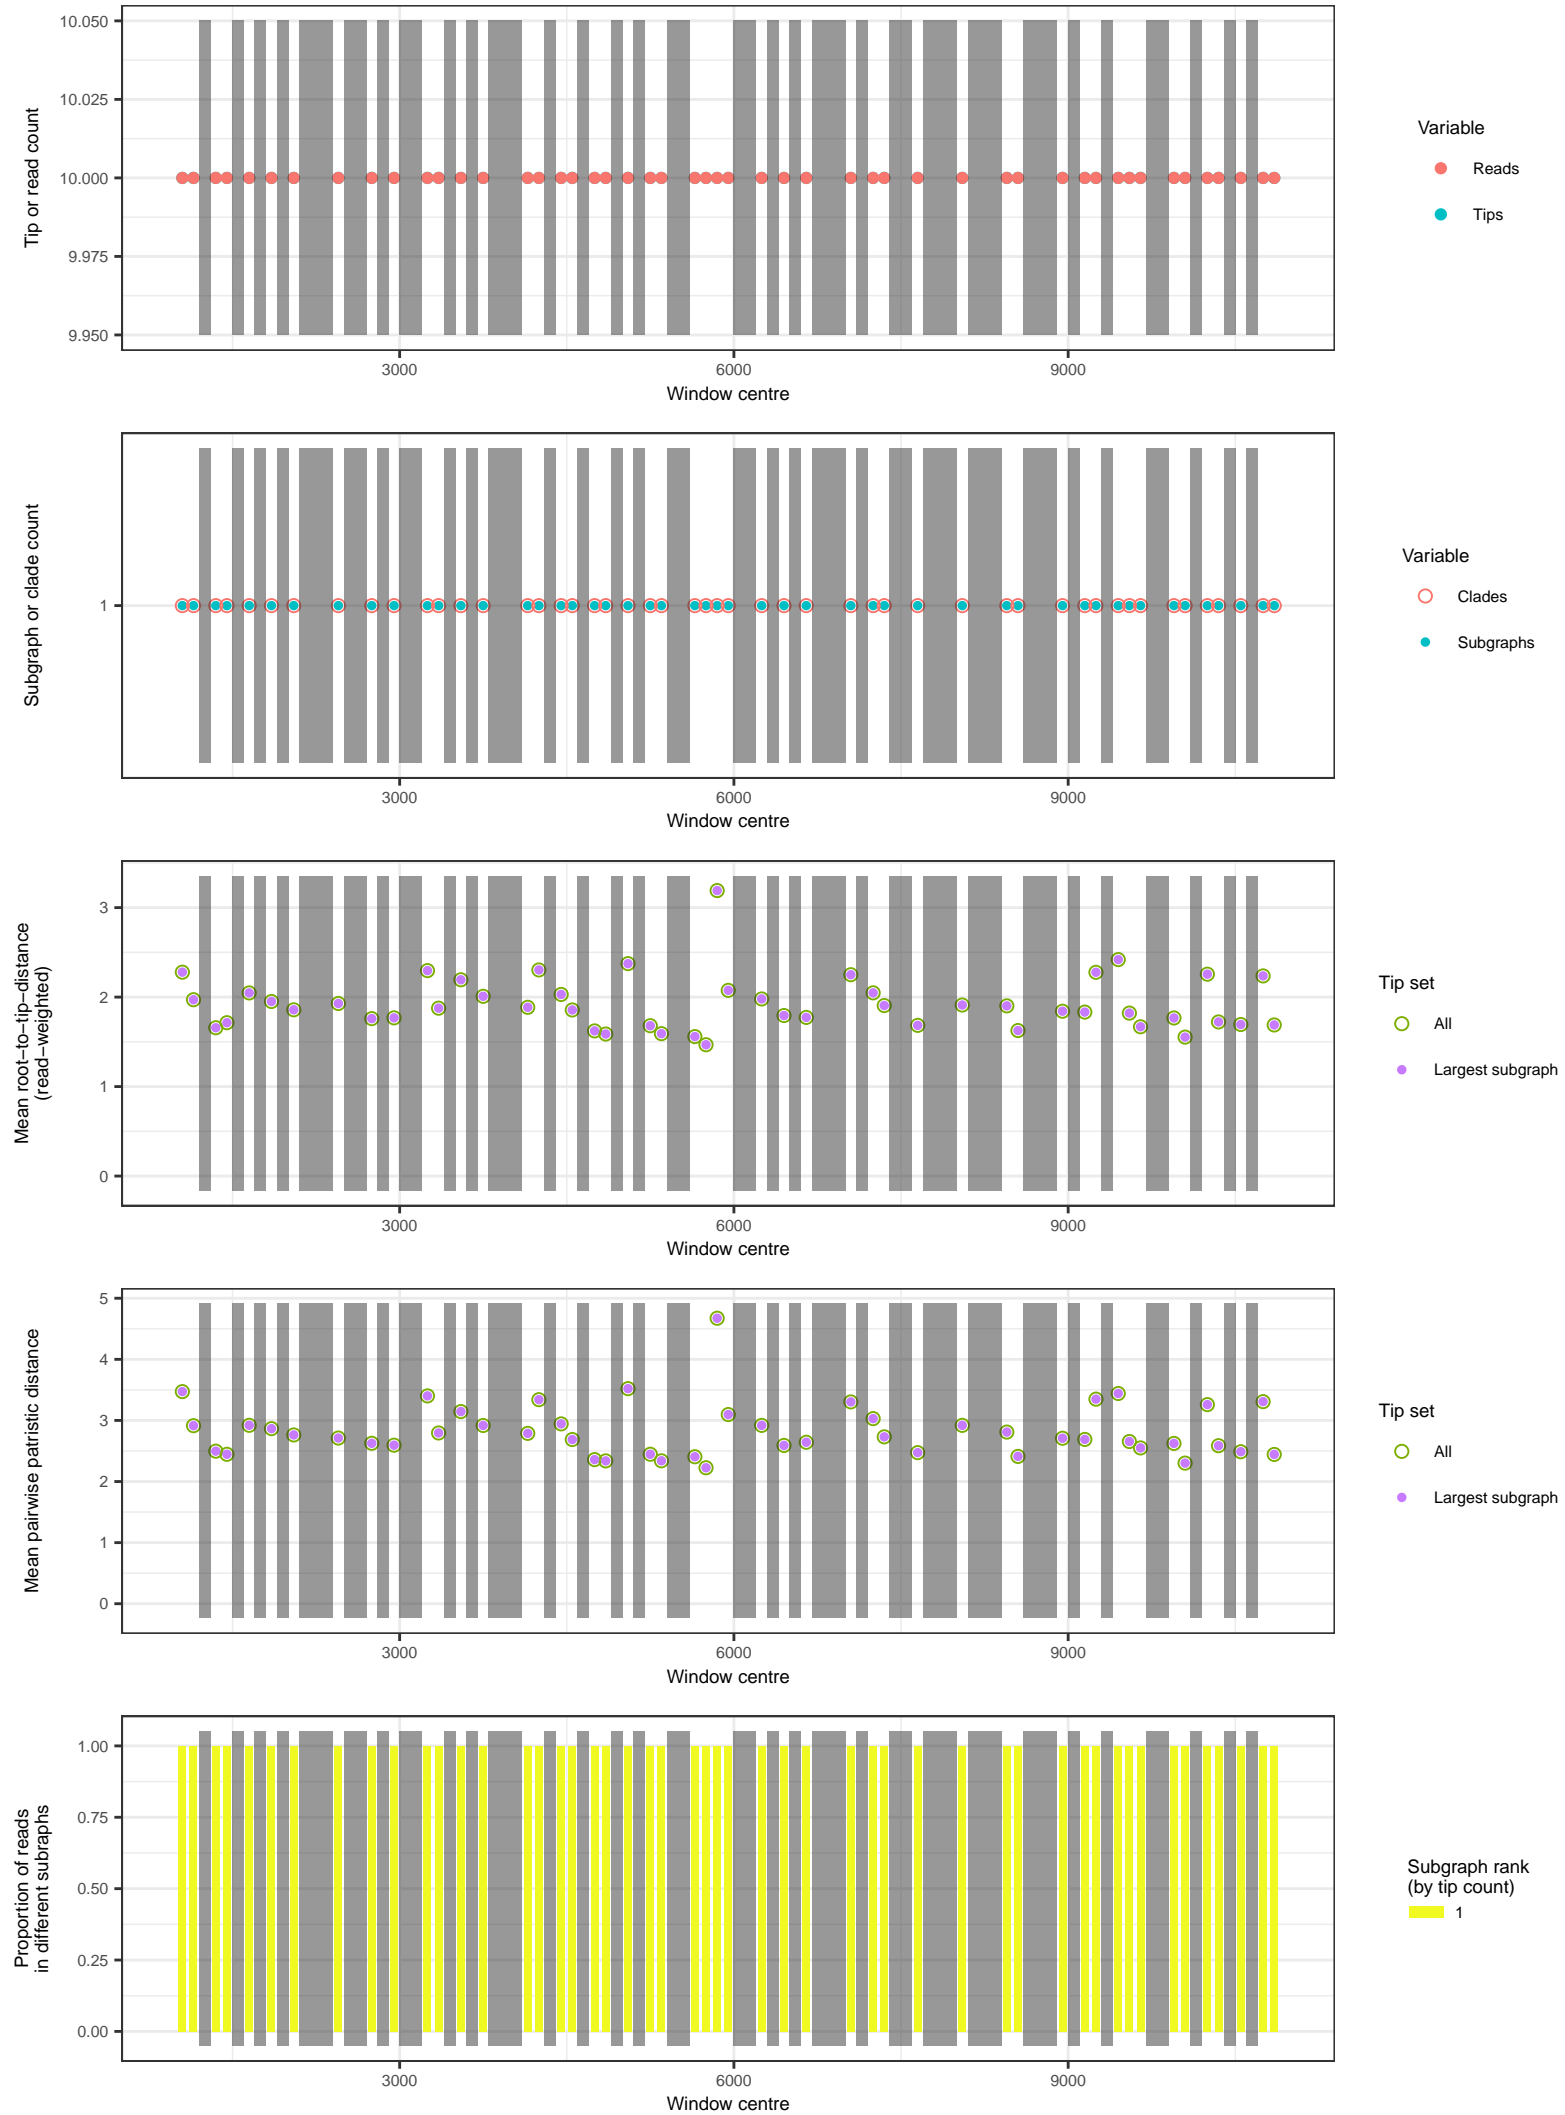 10.050
10.025
10.000
9.975
9.950
Tip or read count
3000
6000
9000
Window centre
Variable
Reads
Tips
1
Subgraph or clade count
3000
6000
9000
Window centre
Variable
Clades
Subgraphs
3
2
1
0
Mean root−to−tip−distance
(read−weighted)
3000
6000
9000
Window centre
Tip set
All
Largest subgraph
5
4
3
2
1
0
Mean pairwise patristic distance
3000
6000
9000
Window centre
Tip set
All
Largest subgraph
1.00
0.75
0.50
0.25
0.00
Proportion of reads
in different subraphs
3000
6000
9000
Window centre
Subgraph rank
(by tip count)
1